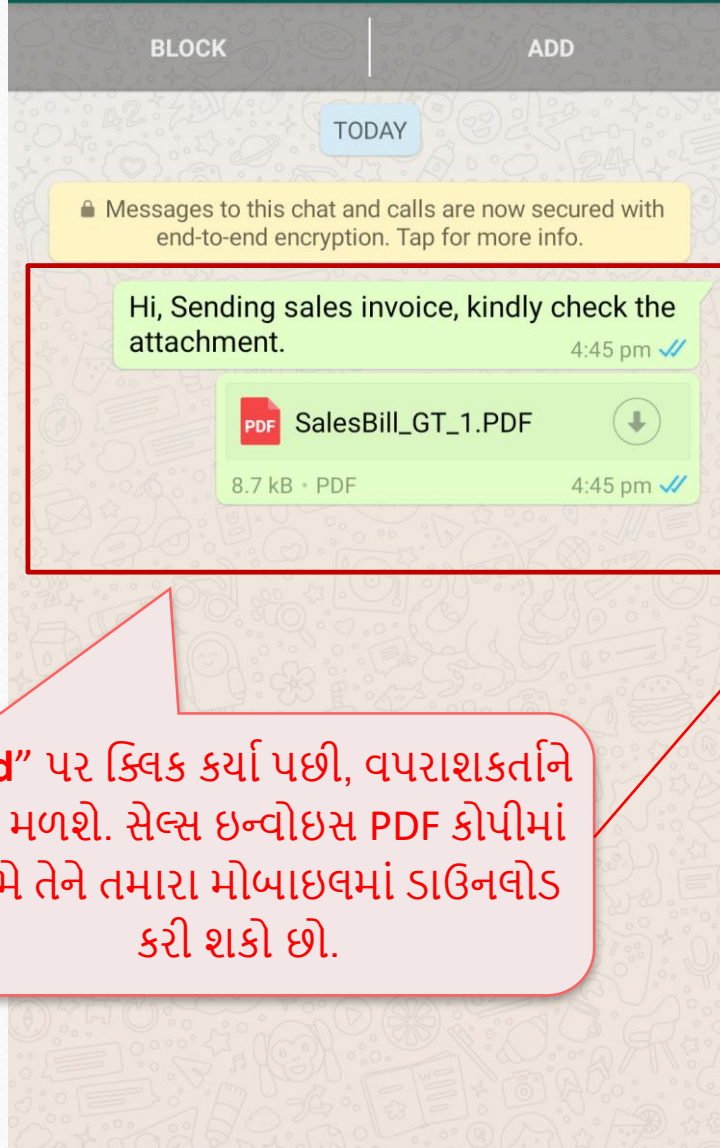 BLOCK
ADD
TODAY
Messages to this chat and calls are now secured with
end-to-end encryption. Tap for more info.
Hi, Sending sales invoice, kindly check the
attachment.
4:45 pm
PDF
SalesBill_GT_1.PDF
8.7 kB · PDF
4:45 pm
” પર ક્લિક કર્યા પછી, વપરાશકર્તાને
મળશે. સેલ્સ ઇન્વોઇસ PDF કોપીમાં
તેને તમારા મોબાઇલમાં ડાઉનલોડ
કરી શકો છો.